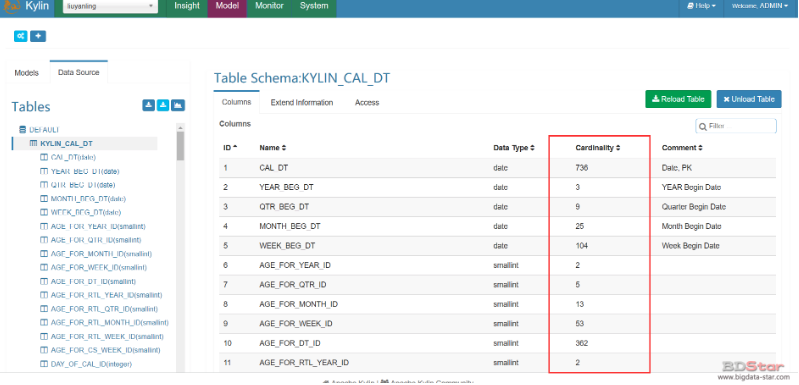 Kylin liuyanling Insight Model Monitor System Help Welcome, ADMIN
Models Data Source
Tables
DEFAULT
KYLIN_CAL_DT
CAL_DT(date)
YEAR_BEG_DT(date)
QTR_BEG_DT(date)
MONTH_BEG_DT(date)
WEEK_BEG_DT(date)
AGE_FOR_YEAR_ID(smallint)
AGE_FOR_QTR_ID(smallint)
AGE_FOR_MONTH_ID(smallint)
AGE_FOR_WEEK_ID(smallint)
AGE_FOR_DT_ID(smallint)
AGE_FOR_RTL_YEAR_ID(smallint)
AGE_FOR_RTL_QTR_ID(smallint)
AGE_FOR_RTL_MONTH_ID(smallint)
AGE_FOR_RTL_WEEK_ID(smallint)
AGE_FOR_CS_WEEK_ID(smallint)
DAY_OF_CAL_ID(integer)
Table Schema:KYLIN_CAL_DT
Columns Extend Information Access
Reload Table Unload Table
Columns
Filter
ID Name Data Type Cardinality Comment
1 CAL_DT date 736 Date, PK
2 YEAR_BEG_DT date 3 YEAR Begin Date
3 QTR_BEG_DT date 9 Quarter Begin Date
4 MONTH_BEG_DT date 25 Month Begin Date
5 WEEK_BEG_DT date 104 Week Begin Date
6 AGE_FOR_YEAR_ID smallint 2
7 AGE_FOR_QTR_ID smallint 5
8 AGE_FOR_MONTH_ID smallint 13
9 AGE_FOR_WEEK_ID smallint 53
10 AGE_FOR_DT_ID smallint 362
11 AGE_FOR_RTL_YEAR_ID smallint 2
BDStar
www.bigdata-star.com
Apache Kylin | Apache Kylin Community